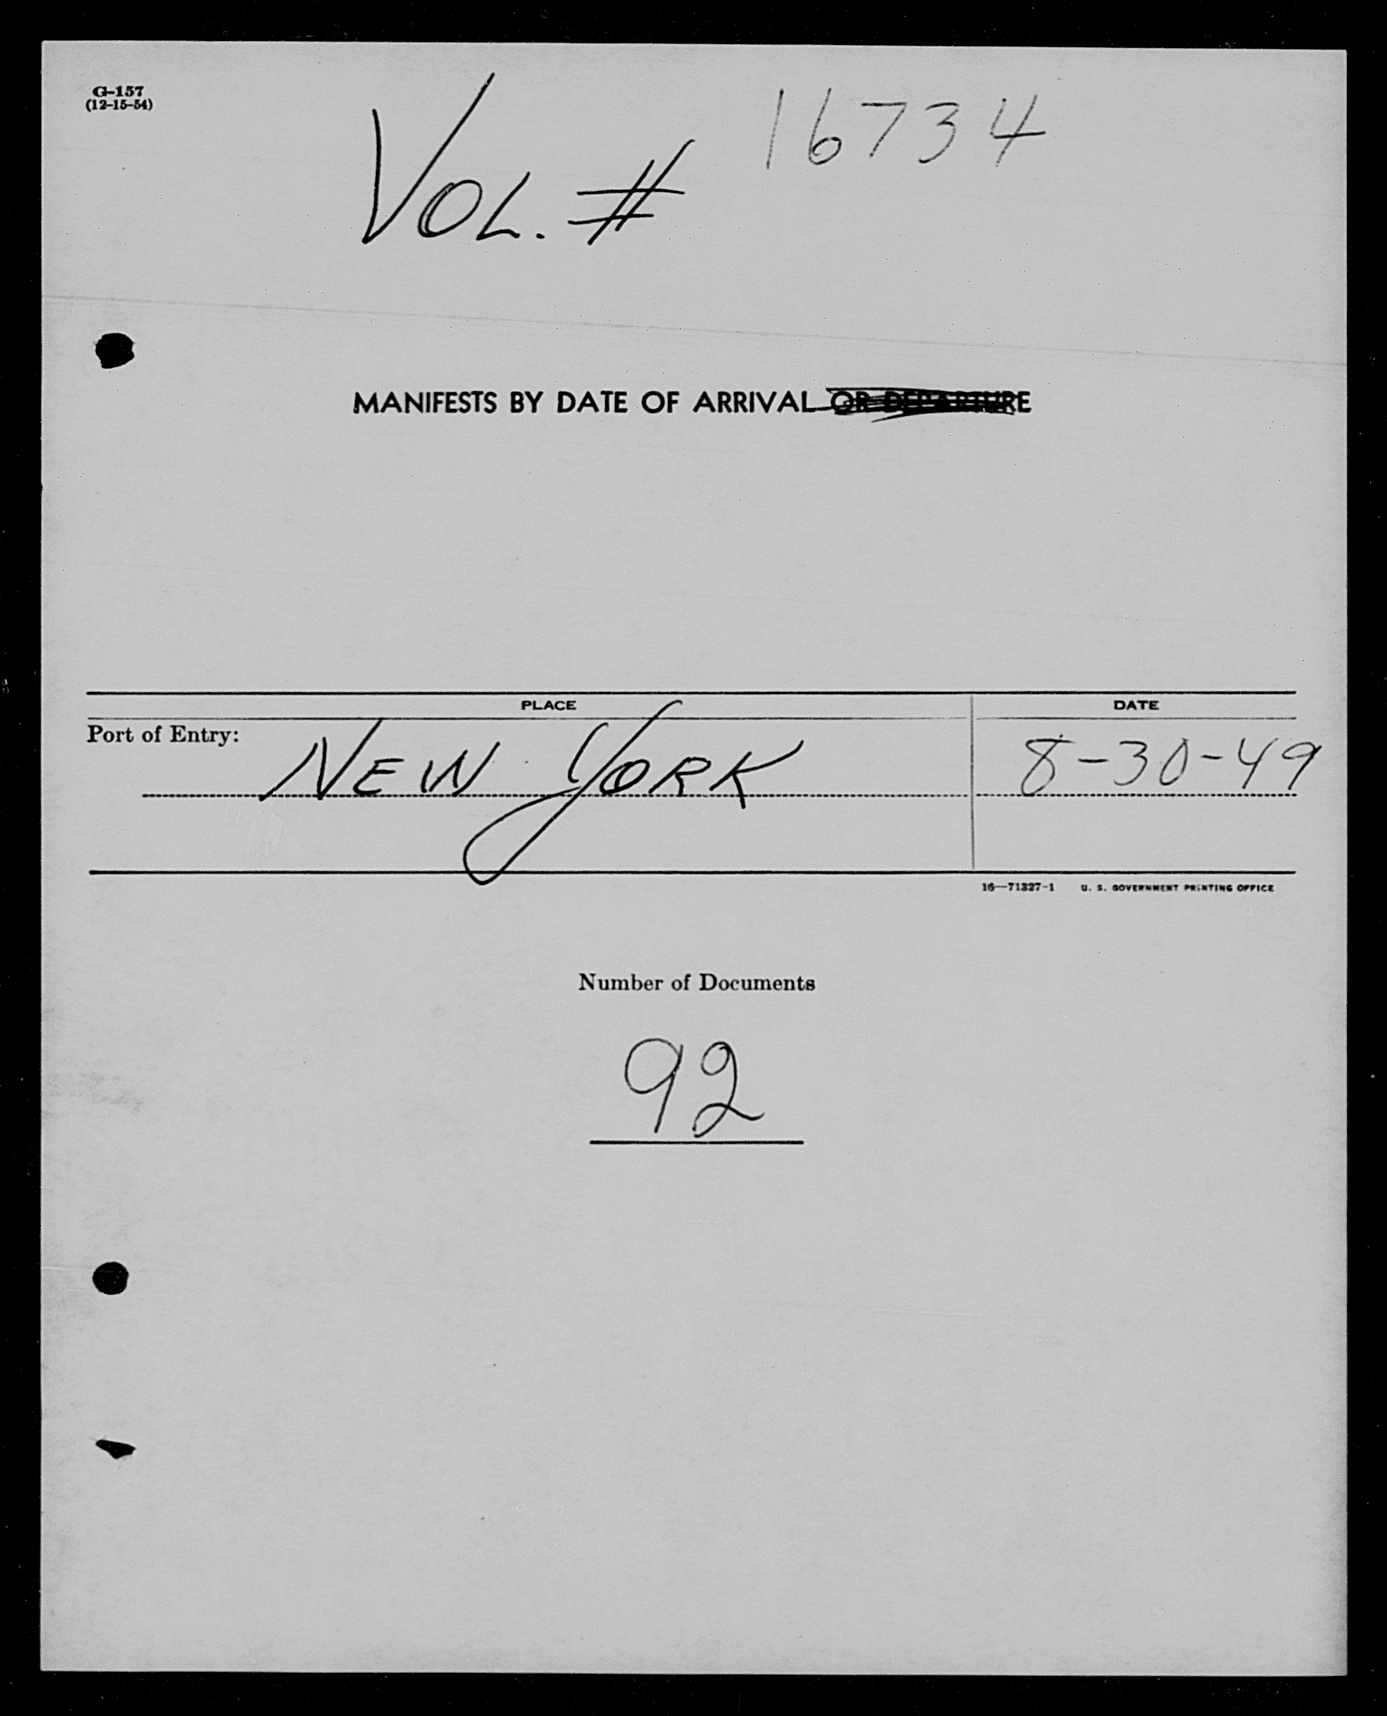 G-157
(12-15-54)
VOL. # 16734
MANIFESTS BY DATE OF ARRIVAL OR DEPARTURE
PLACE DATE
Port of Entry: NEW YORK 8-30-49
16—71327-1 U. S. GOVERNMENT PRINTING OFFICE
Number of Documents
92